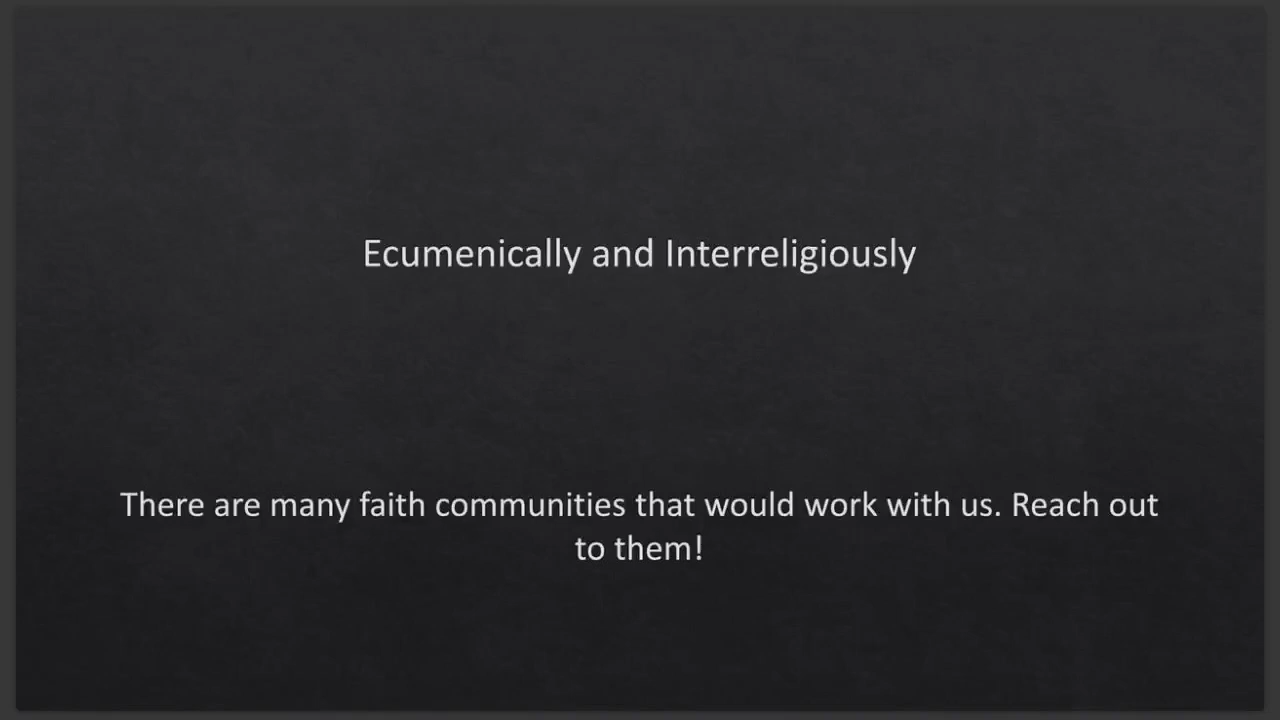 Ecumenically and Interreligiously
There are many faith communities that would work with us. Reach out
to them!